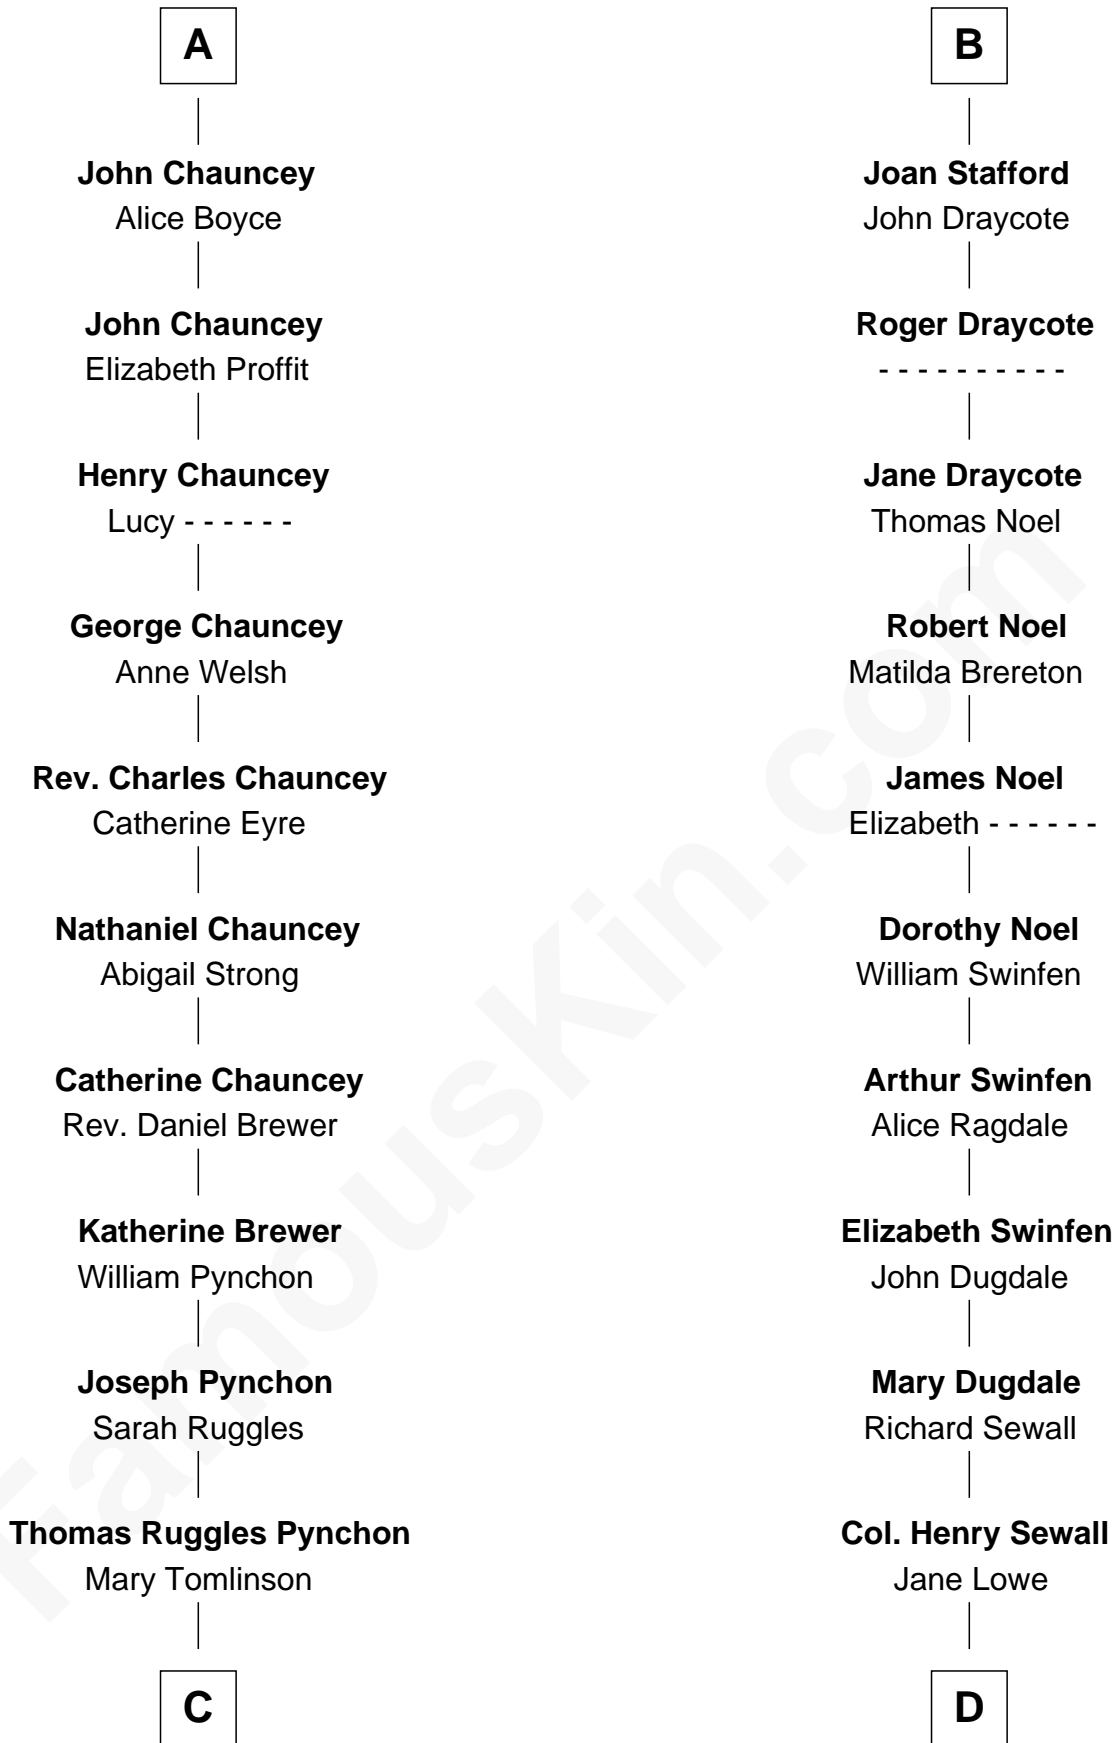 A
John Chauncey
Alice Boyce
John Chauncey
Elizabeth Proffit
Henry Chauncey
Lucy - - - - - -
George Chauncey
Anne Welsh
Rev. Charles Chauncey
Catherine Eyre
Nathaniel Chauncey
Abigail Strong
Catherine Chauncey
Rev. Daniel Brewer
Katherine Brewer
William Pynchon
Joseph Pynchon
Sarah Ruggles
Thomas Ruggles Pynchon
Mary Tomlinson
C
B
Joan Stafford
John Draycote
Roger Draycote
- - - - - - - - - -
Jane Draycote
Thomas Noel
Robert Noel
Matilda Brereton
James Noel
Elizabeth - - - - - -
Dorothy Noel
William Swinfen
Arthur Swinfen
Alice Ragdale
Elizabeth Swinfen
John Dugdale
Mary Dugdale
Richard Sewall
Col. Henry Sewall
Jane Lowe
D
FamousKin.com